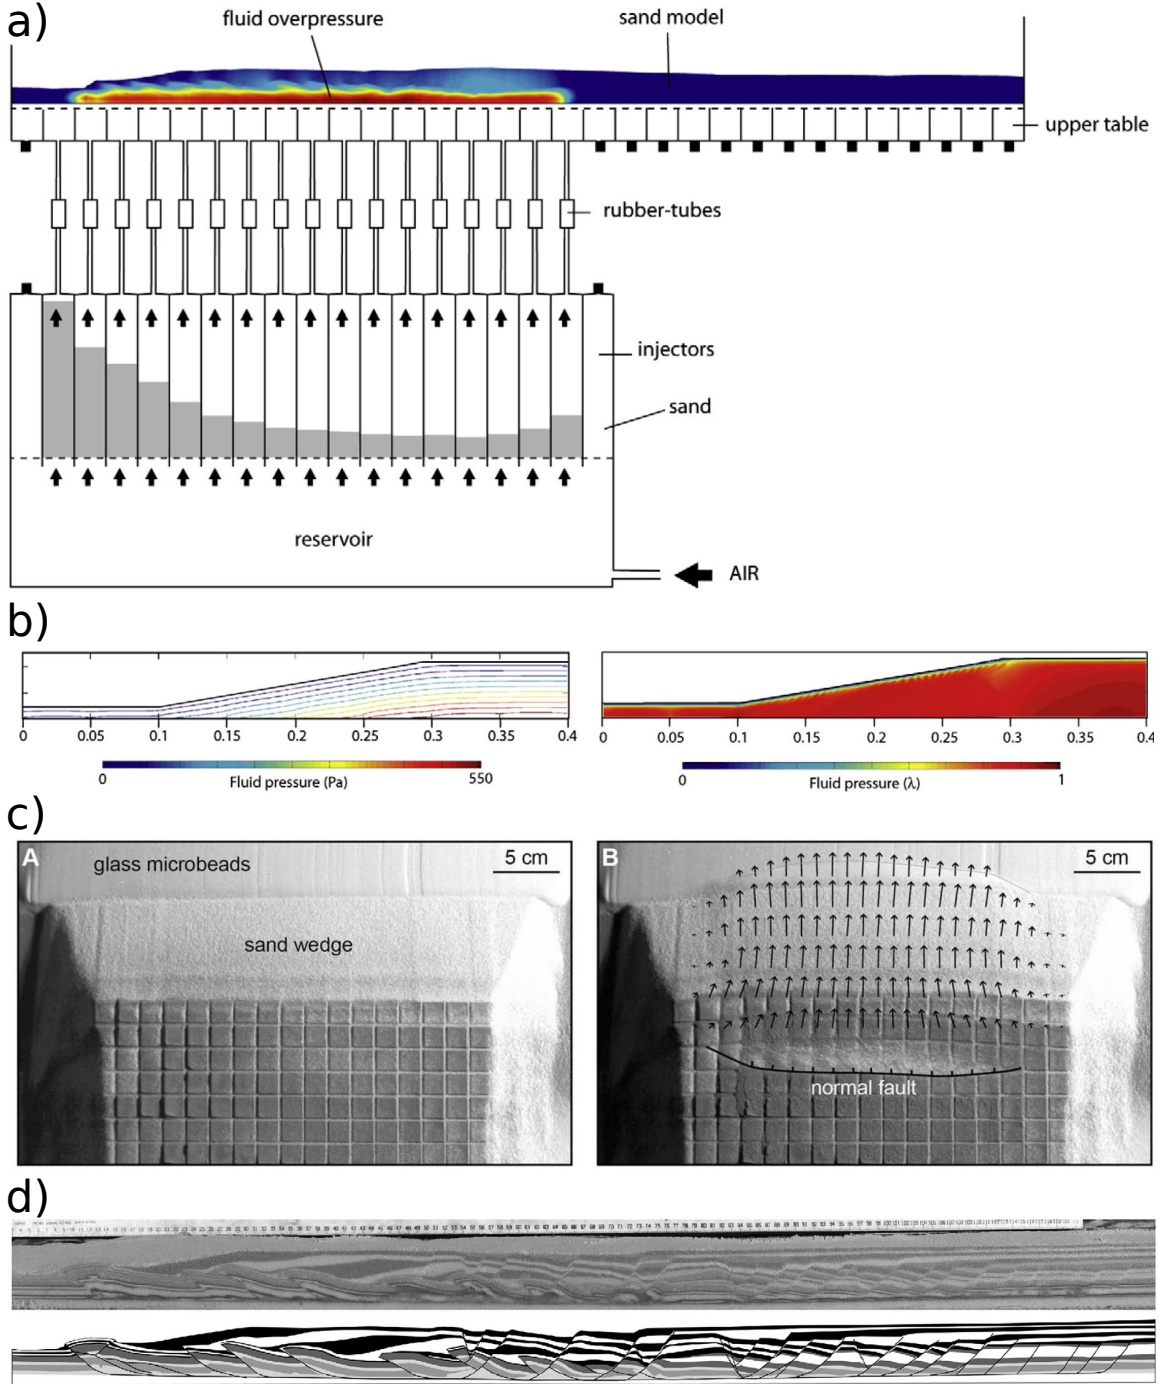 a)
fluid overpressure
sand model
upper table
rubber-tubes
injectors
sand
reservoir
AIR
b)
0 0.05 0.1 0.15 0.2 0.25 0.3 0.35 0.4
0 0.05 0.1 0.15 0.2 0.25 0.3 0.35 0.4
0 Fluid pressure (Pa) 550
0 Fluid pressure (λ) 1
c)
A
glass microbeads
5 cm
sand wedge
B
5 cm
normal fault
d)